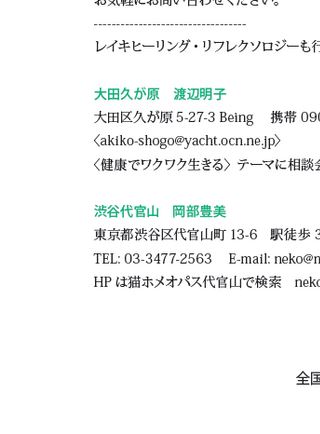 お気軽にお問い合わせください。
----------------------------------
レイキヒーリング・リフレクソロジーも行
大田久が原　渡辺明子
大田区久が原 5-27-3 Being　携帯 090
〈akiko-shogo@yacht.ocn.ne.jp〉
〈健康でワクワク生きる〉テーマに相談会
渋谷代官山　岡部豊美
東京都渋谷区代官山町 13-6　駅徒歩 3
TEL: 03-3477-2563　E-mail: neko@n
HP は猫ホメオパス代官山で検索　neko
全国